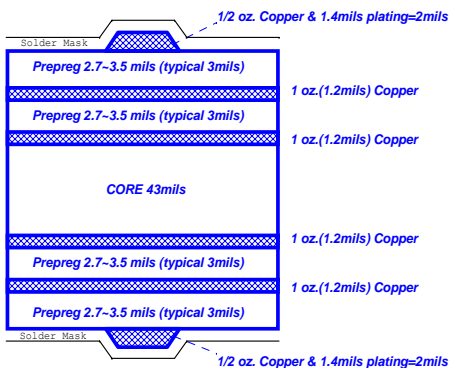 1/2 oz. Copper & 1.4mils plating=2mils
Solder Mask
Prepreg 2.7~3.5 mils (typical 3mils)
1 oz.(1.2mils) Copper
Prepreg 2.7~3.5 mils (typical 3mils)
1 oz.(1.2mils) Copper
CORE 43mils
1 oz.(1.2mils) Copper
Prepreg 2.7~3.5 mils (typical 3mils)
1 oz.(1.2mils) Copper
Prepreg 2.7~3.5 mils (typical 3mils)
Solder Mask
1/2 oz. Copper & 1.4mils plating=2mils